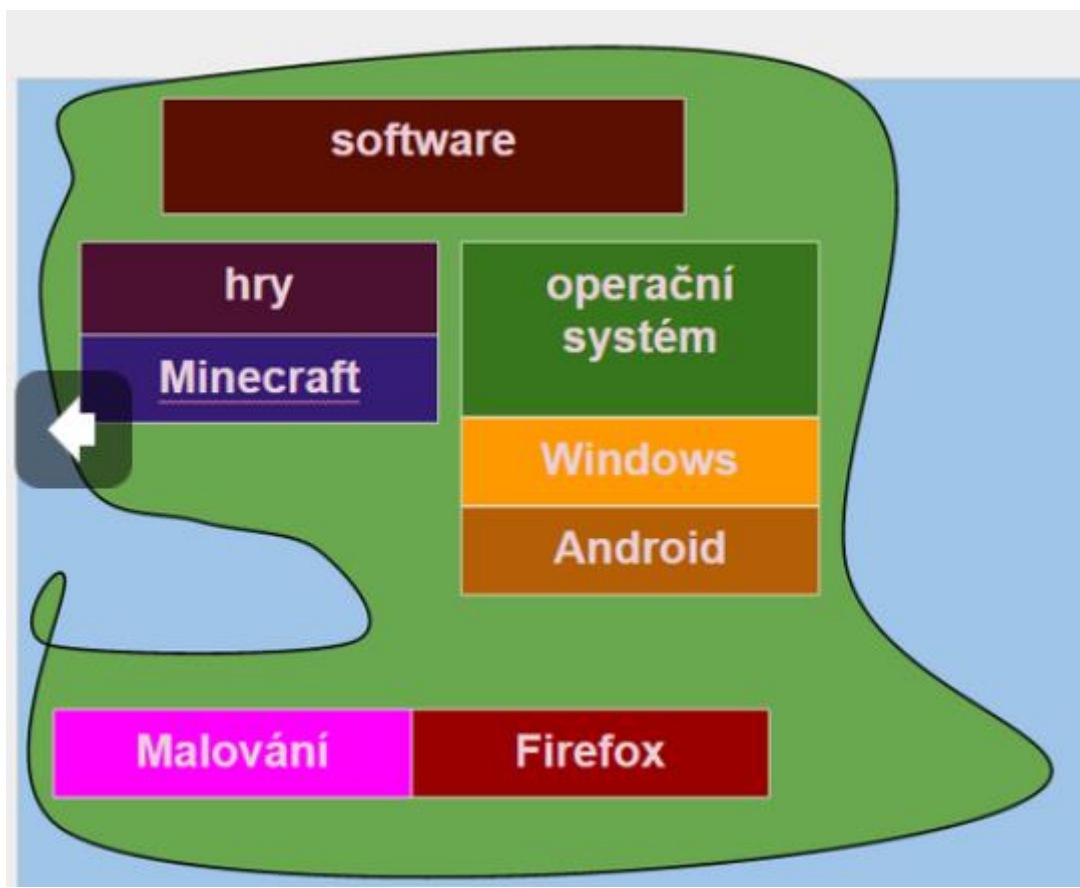 software
hry
Minecraft
operační
systém
Windows
Android
Malování
Firefox